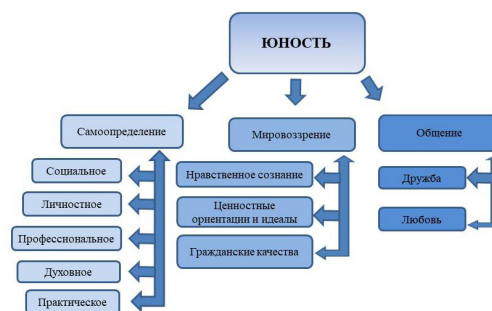 ЮНОСТЬ
Самоопределение
Социальное
Личностное
Профессиональное
Духовное
Практическое
Мировоззрение
Нравственное сознание
Ценностные
ориентации и идеалы
Гражданские качества
Общение
Дружба
Любовь